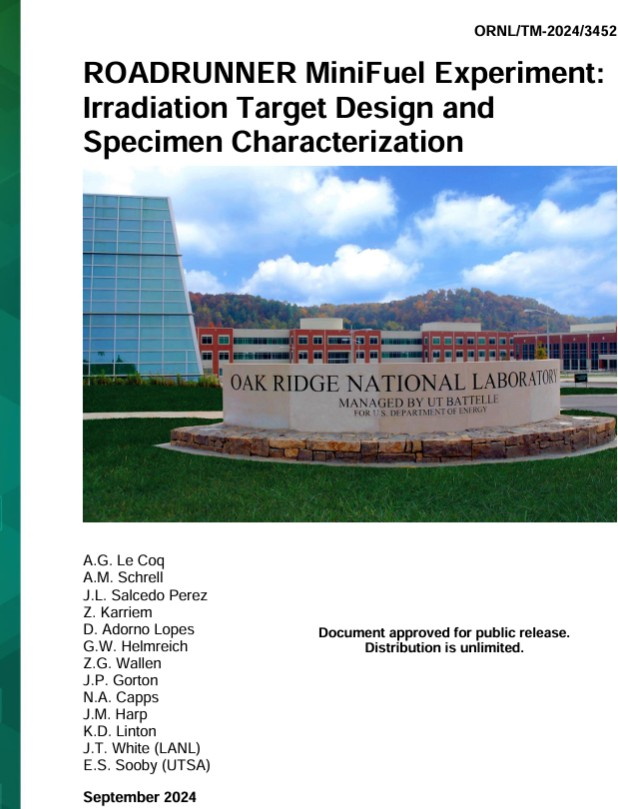 ORNL/TM-2024/3452
ROADRUNNER MiniFuel Experiment:
Irradiation Target Design and
Specimen Characterization
OAK RIDGE NATIONAL LABORATORY
MANAGED BY UT BATTELLE
FOR U.S. DEPARTMENT OF ENERGY
A.G. Le Coq
A.M. Schrell
J.L. Salcedo Perez
Z. Karriem
D. Adorno Lopes
G.W. Helmreich
Z.G. Wallen
J.P. Gorton
N.A. Capps
J.M. Harp
K.D. Linton
J.T. White (LANL)
E.S. Sooby (UTSA)
Document approved for public release.
Distribution is unlimited.
September 2024